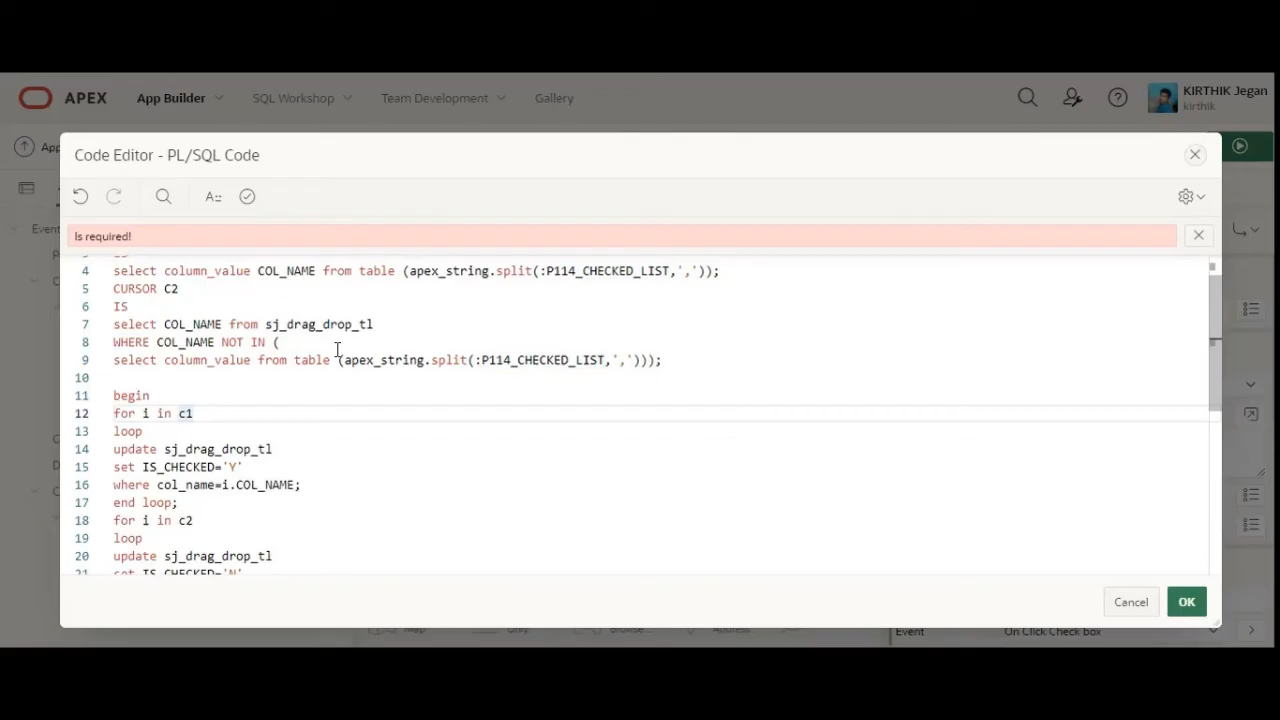 APEX App Builder SQL Workshop Team Development Gallery KIRTHIK Jegan
kirthik
Code Editor - PL/SQL Code
Even
A::
Is required!
4 select column_value COL_NAME from table (apex_string.split(:P114_CHECKED_LIST,','));
5 CURSOR C2
6 IS
7 select COL_NAME from sj_drag_drop_tl
8 WHERE COL_NAME NOT IN (
9 select column_value from table (apex_string.split(:P114_CHECKED_LIST,',')));
10
11 begin
12 for i in c1
13 loop
14 update sj_drag_drop_tl
15 set IS_CHECKED='Y'
16 where col_name=i.COL_NAME;
17 end loop;
18 for i in c2
19 loop
20 update sj_drag_drop_tl
21 set IS_CHECKED='N'
Cancel OK
Event On Click Check box